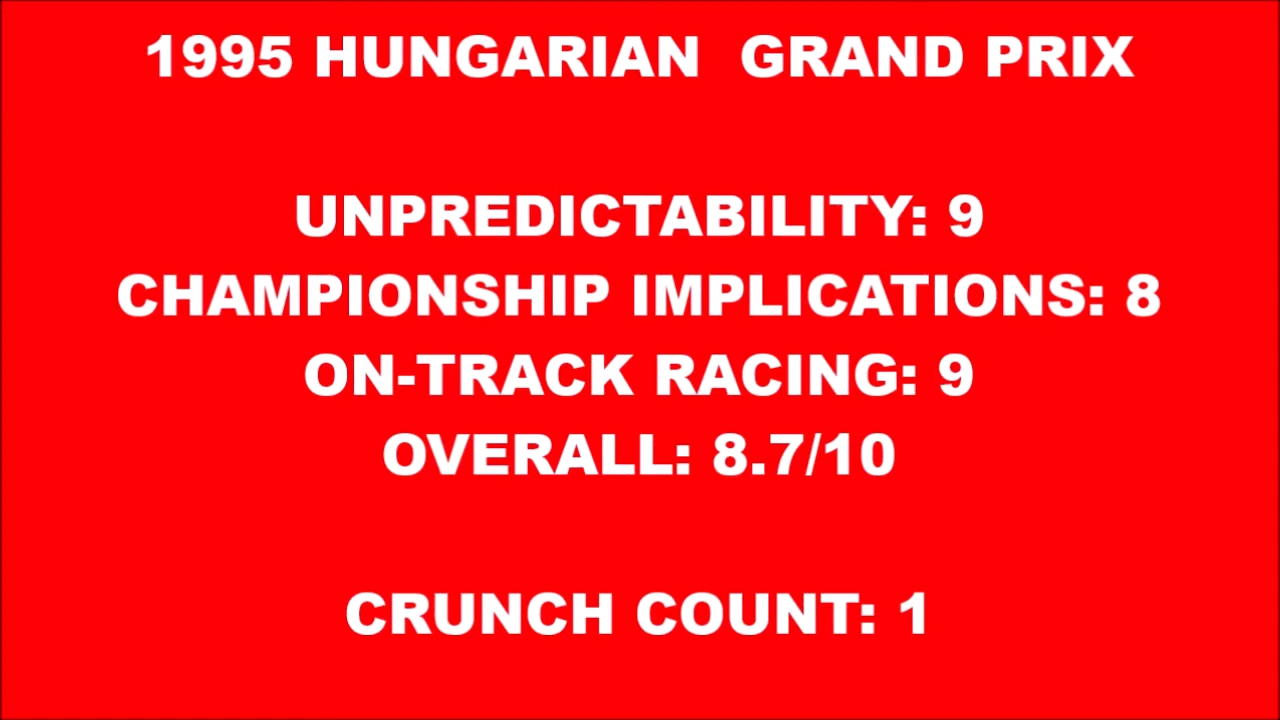 1995 HUNGARIAN  GRAND PRIX
UNPREDICTABILITY: 9
CHAMPIONSHIP IMPLICATIONS: 8
ON-TRACK RACING: 9
OVERALL: 8.7/10
CRUNCH COUNT: 1